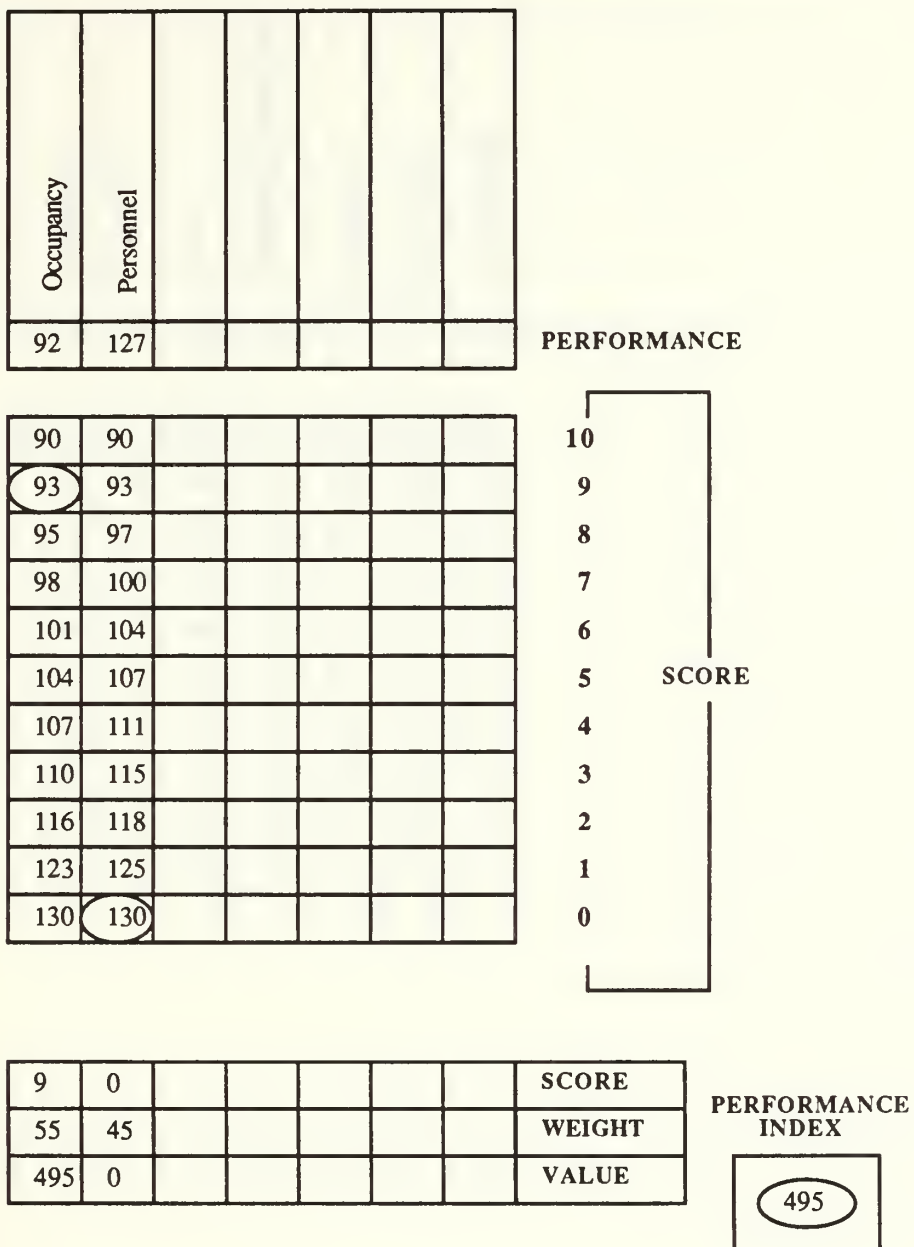 Occupancy Personnel
92 127 PERFORMANCE
90 90 10
93 93 9
95 97 8
98 100 7
101 104 6
104 107 5 SCORE
107 111 4
110 115 3
116 118 2
123 125 1
130 130 0
9 0 SCORE
55 45 WEIGHT
495 0 VALUE
PERFORMANCE
INDEX
495